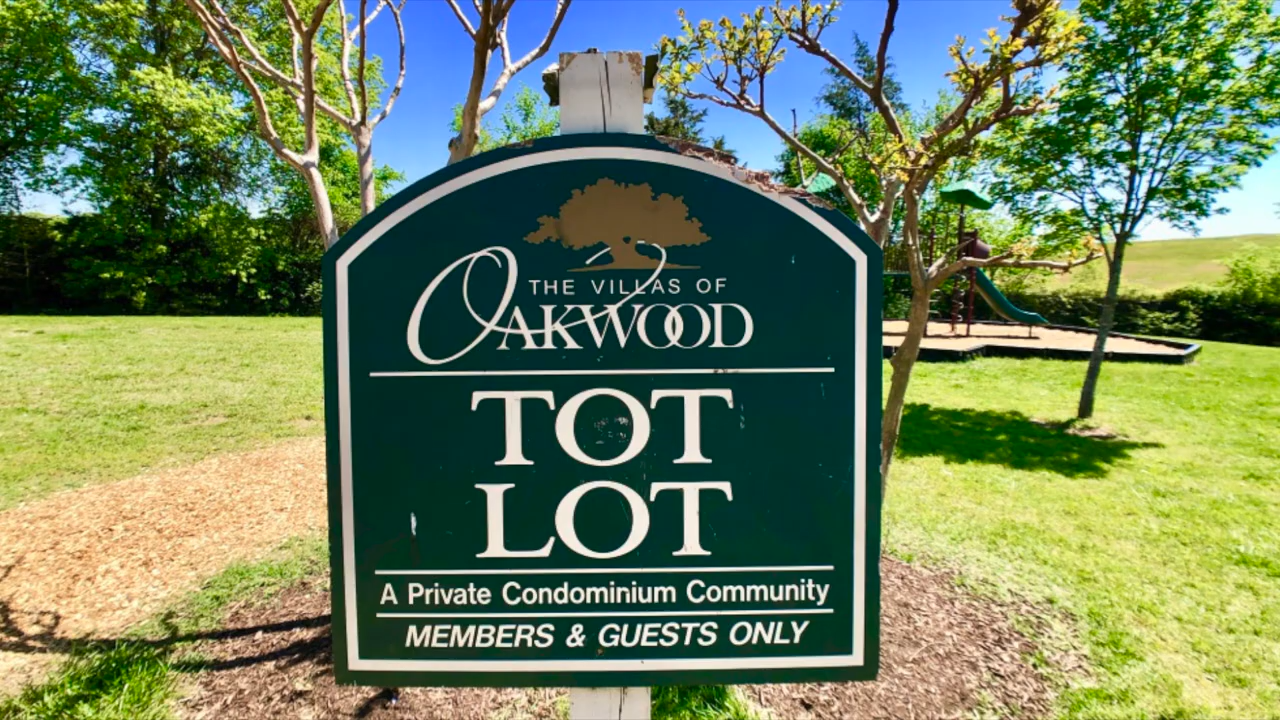 THE VILLAS OF
OAKWOOD
TOT
LOT
A Private Condominium Community
MEMBERS & GUESTS ONLY